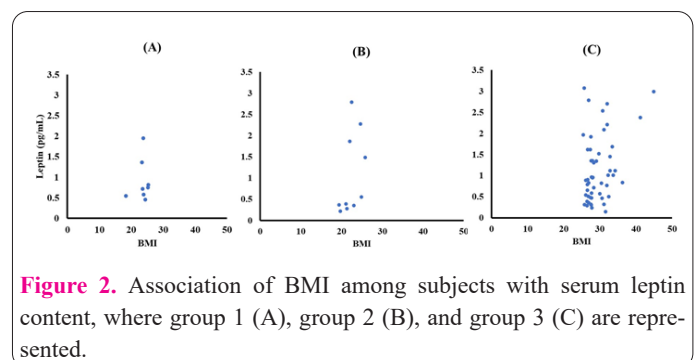 (A)
(B)
(C)
3.5
3
2.5
2
1.5
1
0.5
0
Leptin (pg/mL)
0 10 20 30 40 50
BMI
3.5
3
2.5
2
1.5
1
0.5
0
0 10 20 30 40 50
BMI
3.5
3
2.5
2
1.5
1
0.5
0
0 10 20 30 40 50
BMI
Figure 2. Association of BMI among subjects with serum leptin
content, where group 1 (A), group 2 (B), and group 3 (C) are repre-
sented.